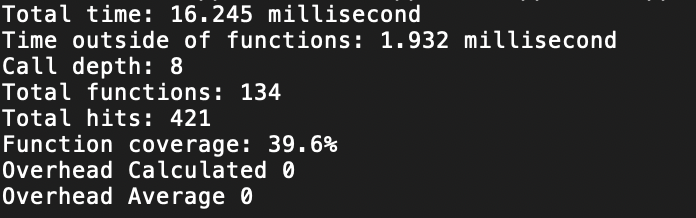 Total time: 16.245 millisecond
Time outside of functions: 1.932 millisecond
Call depth: 8
Total functions: 134
Total hits: 421
Function coverage: 39.6%
Overhead Calculated 0
Overhead Average 0